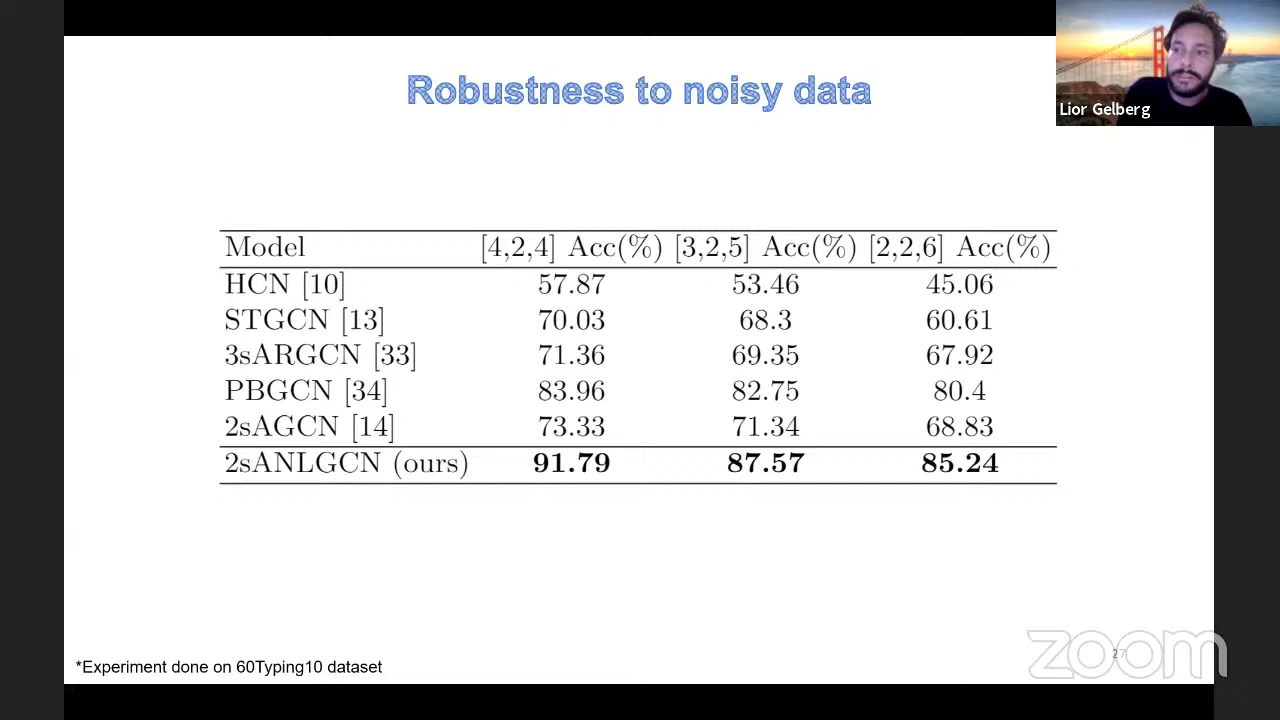 Robustness to noisy data
Lior Gelberg
Model [4,2,4] Acc(%) [3,2,5] Acc(%) [2,2,6] Acc(%)
HCN [10] 57.87 53.46 45.06
STGCN [13] 70.03 68.3 60.61
3sARGCN [33] 71.36 69.35 67.92
PBGCN [34] 83.96 82.75 80.4
2sAGCN [14] 73.33 71.34 68.83
2sANLGCN (ours) 91.79 87.57 85.24
zoom
27
*Experiment done on 60Typing10 dataset